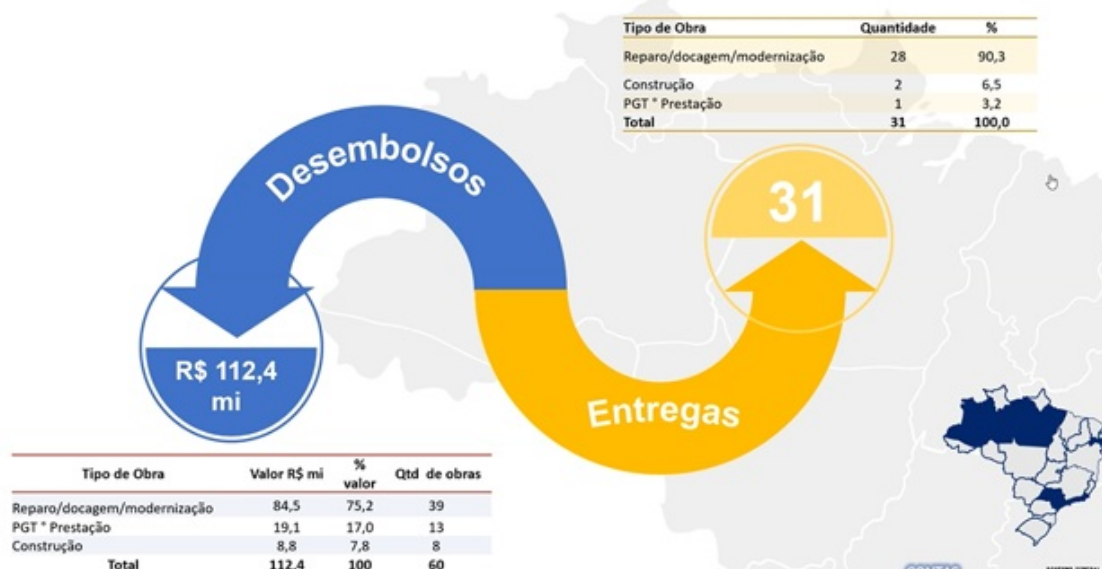 Tipo de Obra Quantidade %
Reparo/docagem/modernização 28 90,3
Construção 2 6,5
PGT * Prestação 1 3,2
Total 31 100,0
Desembolsos
31
R$ 112,4
mi
Entregas
Tipo de Obra Valor R$ mi % valor Qtd de obras
Reparo/docagem/modernização 84,5 75,2 39
PGT * Prestação 19,1 17,0 13
Construção 8,8 7,8 8
Total 112,4 100 60